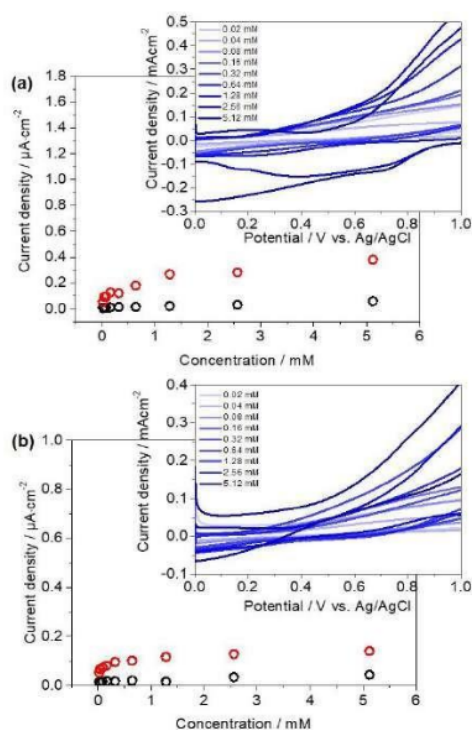 (a)
Current density / μA·cm⁻²
1.8
1.6
1.4
1.2
1.0
0.8
0.6
0.4
0.2
0.0
0
1
2
3
4
5
6
Concentration / mM
Current density / mAcm⁻²
0.5
0.4
0.3
0.2
0.1
0.0
-0.1
-0.2
-0.3
0.02 mM
0.04 mM
0.08 mM
0.16 mM
0.32 mM
0.64 mM
1.28 mM
2.56 mM
5.12 mM
0.0
0.2
0.4
0.6
0.8
1.0
Potential / V vs. Ag/AgCl
(b)
Current density / μA·cm⁻²
1.0
0.8
0.6
0.4
0.2
0.0
0
1
2
3
4
5
6
Concentration / mM
Current density / mAcm⁻²
0.4
0.3
0.2
0.1
0.0
-0.1
0.02 mM
0.04 mM
0.08 mM
0.16 mM
0.32 mM
0.64 mM
1.28 mM
2.56 mM
5.12 mM
0.0
0.2
0.4
0.6
0.8
1.0
Potential / V vs. Ag/AgCl